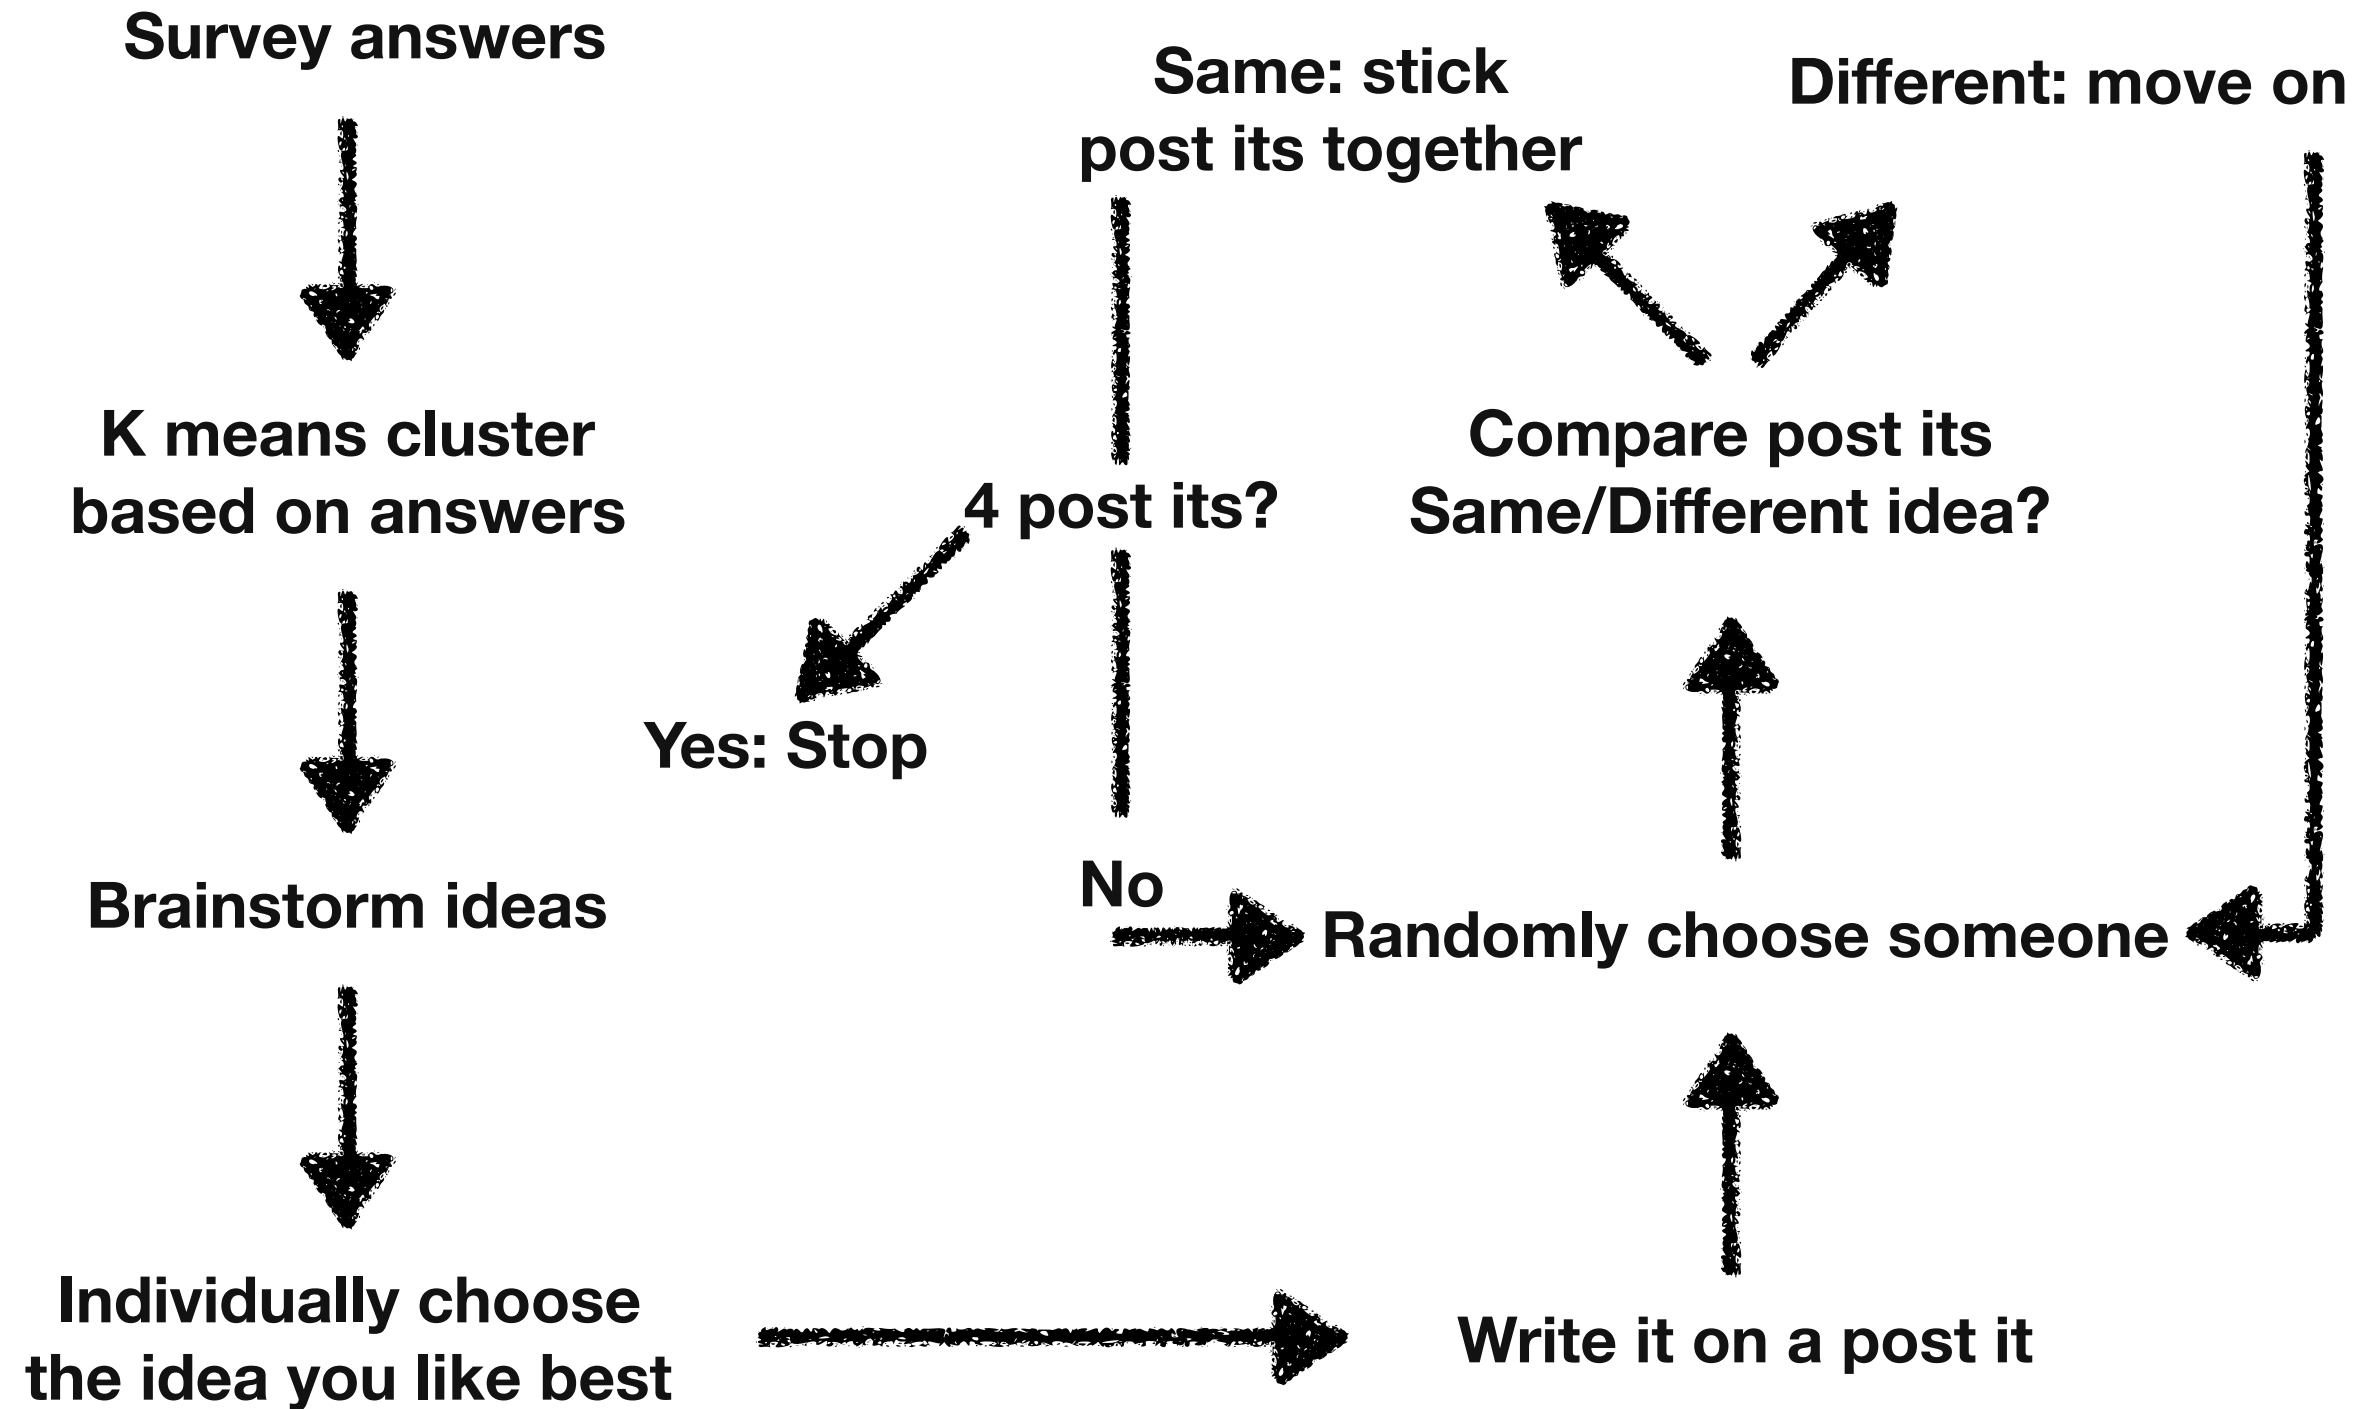 Survey answers
K means cluster
based on answers
Brainstorm ideas
Individually choose
the idea you like best
Write it on a post it
Randomly choose someone
Compare post its
Same/Different idea?
Same: stick
post its together
Different: move on
4 post its?
Yes: Stop
No